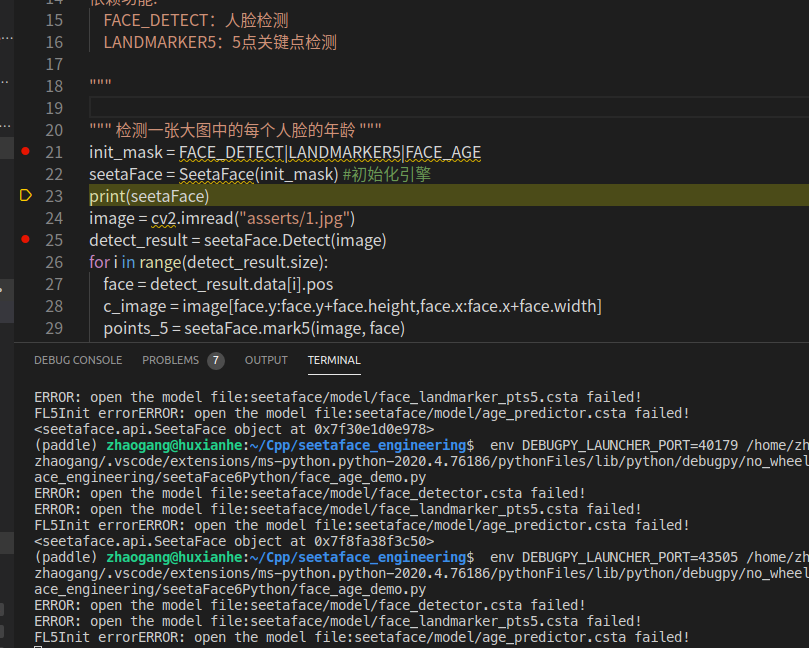 14 依赖功能:
15 FACE_DETECT：人脸检测
16 LANDMARKER5：5点关键点检测
17
18 """
19
20 """ 检测一张大图中的每个人脸的年龄 """
21 init_mask = FACE_DETECT|LANDMARKER5|FACE_AGE
22 seetaFace = SeetaFace(init_mask) #初始化引擎
23 print(seetaFace)
24 image = cv2.imread("asserts/1.jpg")
25 detect_result = seetaFace.Detect(image)
26 for i in range(detect_result.size):
27 face = detect_result.data[i].pos
28 c_image = image[face.y:face.y+face.height,face.x:face.x+face.width]
29 points_5 = seetaFace.mark5(image, face)
DEBUG CONSOLE PROBLEMS 7 OUTPUT TERMINAL
ERROR: open the model file:seetaface/model/face_landmarker_pts5.csta failed!
FL5Init errorERROR: open the model file:seetaface/model/age_predictor.csta failed!
<seetaface.api.SeetaFace object at 0x7f30e1d0e978>
(paddle) zhaogang@huxianhe:~/Cpp/seetaface_engineering$  env DEBUGPY_LAUNCHER_PORT=40179 /home/zh
zhaogang/.vscode/extensions/ms-python.python-2020.4.76186/pythonFiles/lib/python/debugpy/no_wheel
ace_engineering/seetaFace6Python/face_age_demo.py
ERROR: open the model file:seetaface/model/face_detector.csta failed!
ERROR: open the model file:seetaface/model/face_landmarker_pts5.csta failed!
FL5Init errorERROR: open the model file:seetaface/model/age_predictor.csta failed!
<seetaface.api.SeetaFace object at 0x7f8fa38f3c50>
(paddle) zhaogang@huxianhe:~/Cpp/seetaface_engineering$  env DEBUGPY_LAUNCHER_PORT=43505 /home/zh
zhaogang/.vscode/extensions/ms-python.python-2020.4.76186/pythonFiles/lib/python/debugpy/no_wheel
ace_engineering/seetaFace6Python/face_age_demo.py
ERROR: open the model file:seetaface/model/face_detector.csta failed!
ERROR: open the model file:seetaface/model/face_landmarker_pts5.csta failed!
FL5Init errorERROR: open the model file:seetaface/model/age_predictor.csta failed!